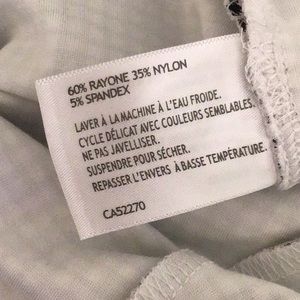 60% RAYONE 35% NYLON
5% SPANDEX
LAVER À LA MACHINE À L'EAU FROIDE.
CYCLE DÉLICAT AVEC COULEURS SEMBLABLES.
NE PAS JAVELLISER.
SUSPENDRE POUR SÉCHER.
REPASSER L'ENVERS À BASSE TEMPÉRATURE.
CA52270